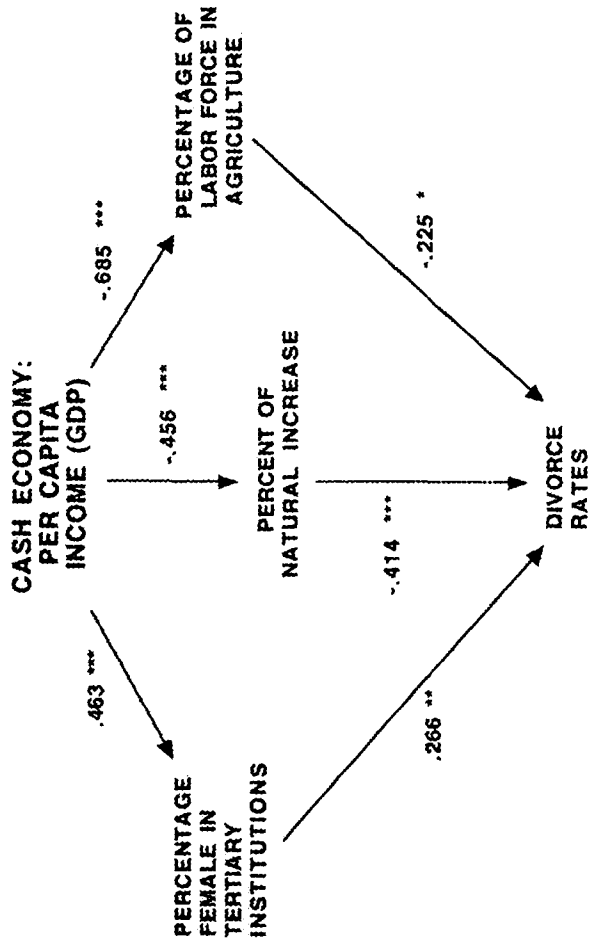 CASH ECONOMY:
PER CAPITA
INCOME (GDP)
.463 ***
-.456 ***
-.685 ***
PERCENTAGE
FEMALE IN
TERTIARY
INSTITUTIONS
PERCENT OF
NATURAL INCREASE
PERCENTAGE OF
LABOR FORCE IN
AGRICULTURE
.266 **
-.414 ***
-.225 *
DIVORCE
RATES